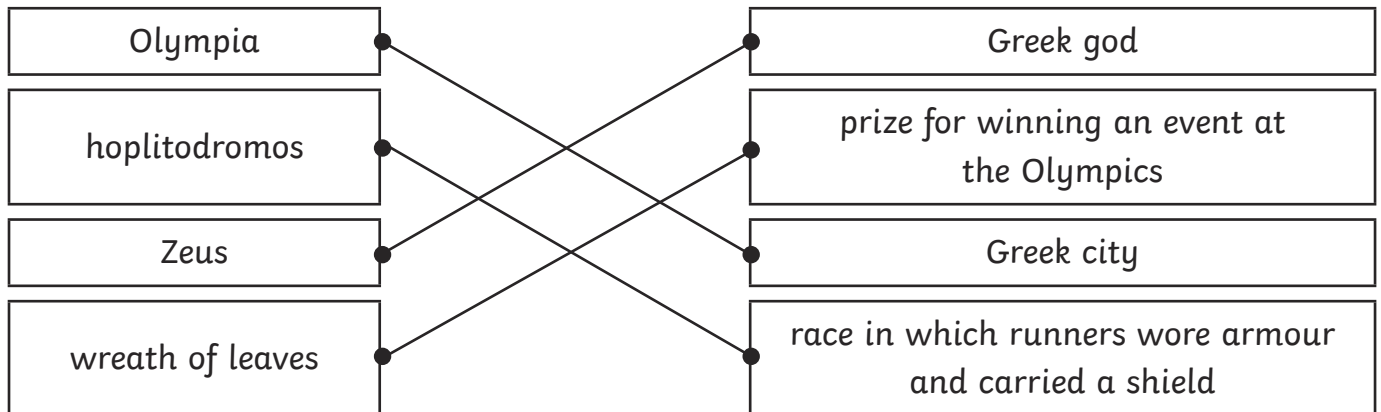 Olympia
hoplitodromos
Zeus
wreath of leaves
Greek god
prize for winning an event at
the Olympics
Greek city
race in which runners wore armour
and carried a shield